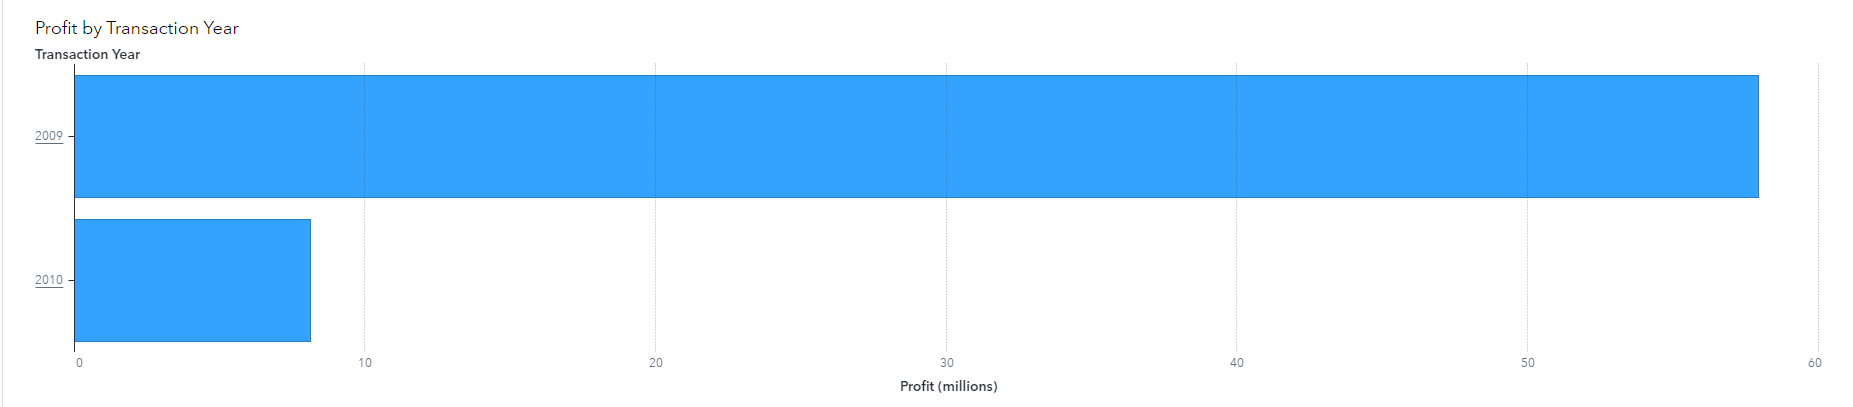 Profit by Transaction Year
Transaction Year
2009
2010
0 10 20 30 40 50 60
Profit (millions)